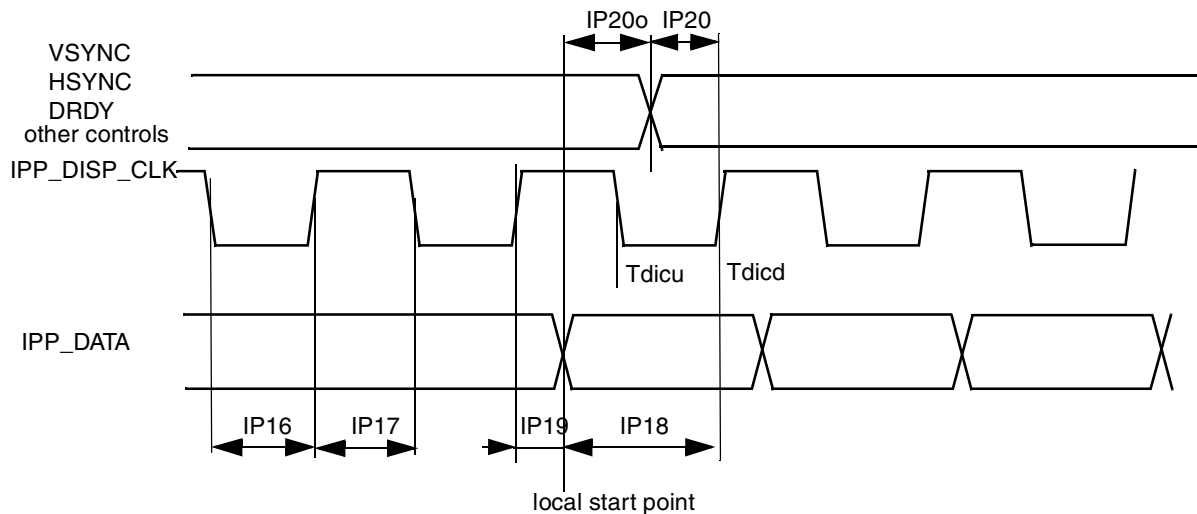 IP20o IP20
VSYNC
HSYNC
DRDY
other controls
IPP_DISP_CLK
Tdicu Tdicd
IPP_DATA
IP16 IP17 IP19 IP18
local start point